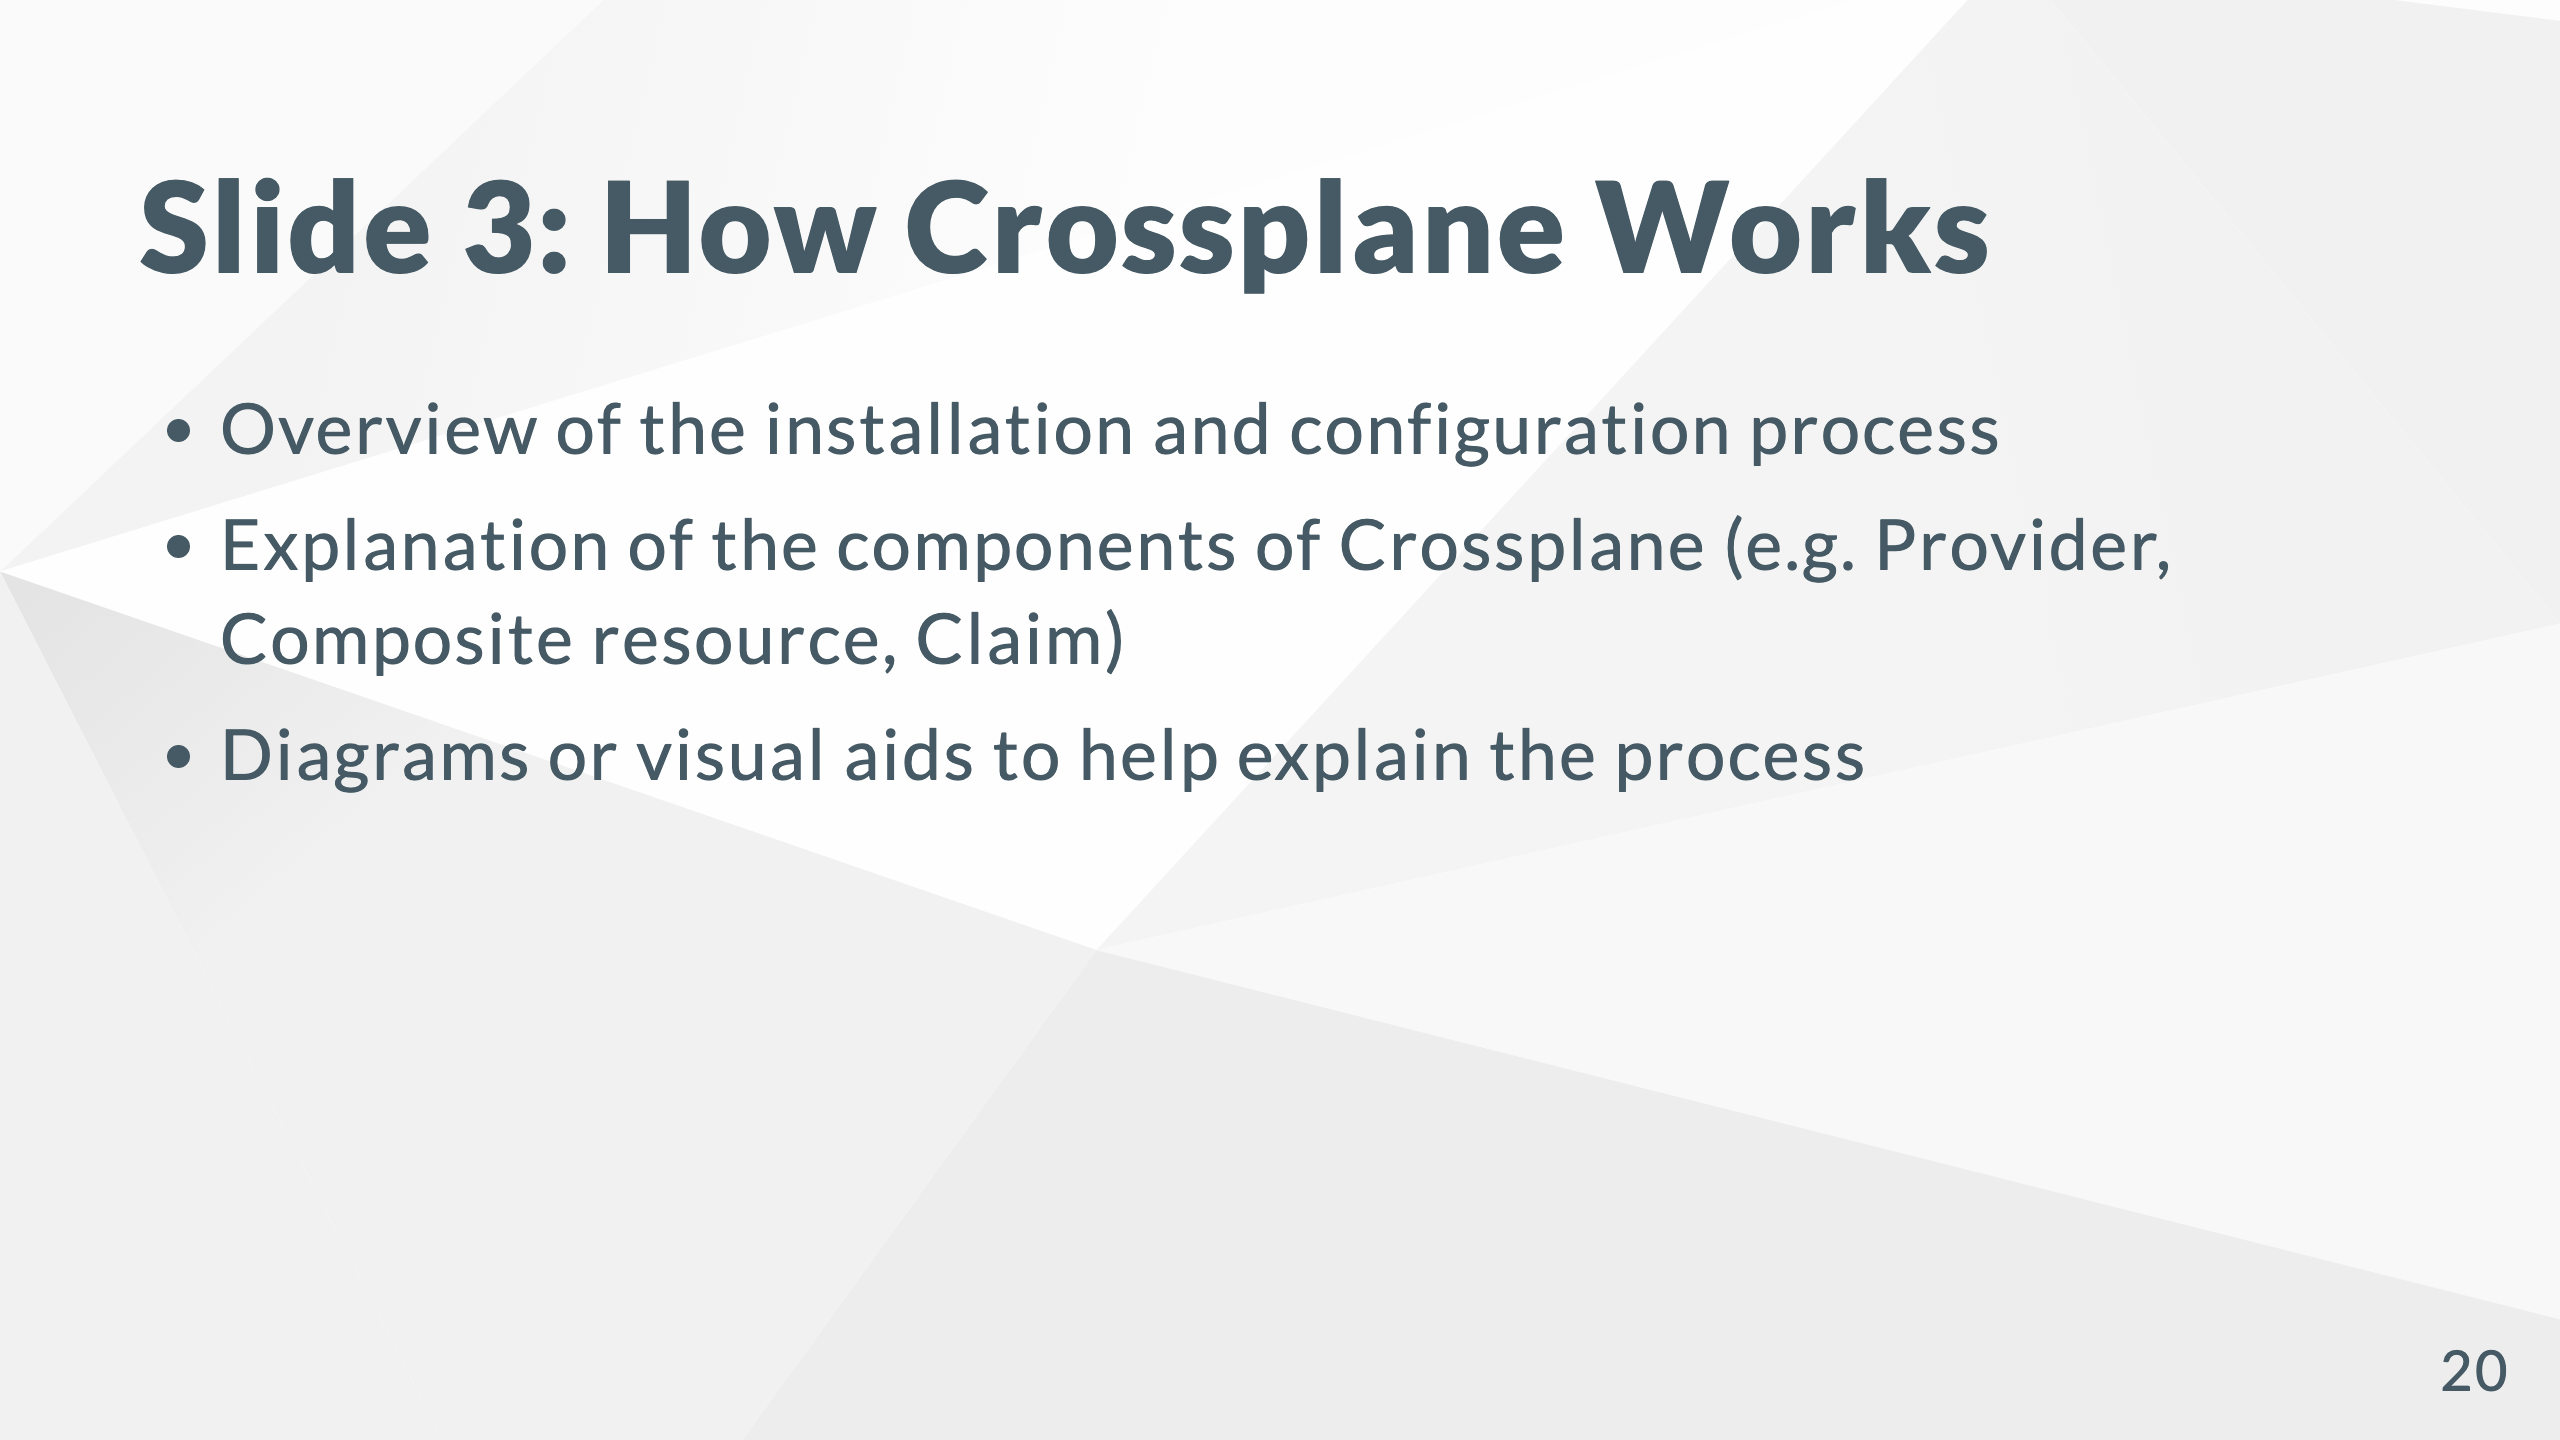 Slide 3: How Crossplane Works
• Overview of the installation and configuration process
• Explanation of the components of Crossplane (e.g. Provider,
Composite resource, Claim)
• Diagrams or visual aids to help explain the process
20